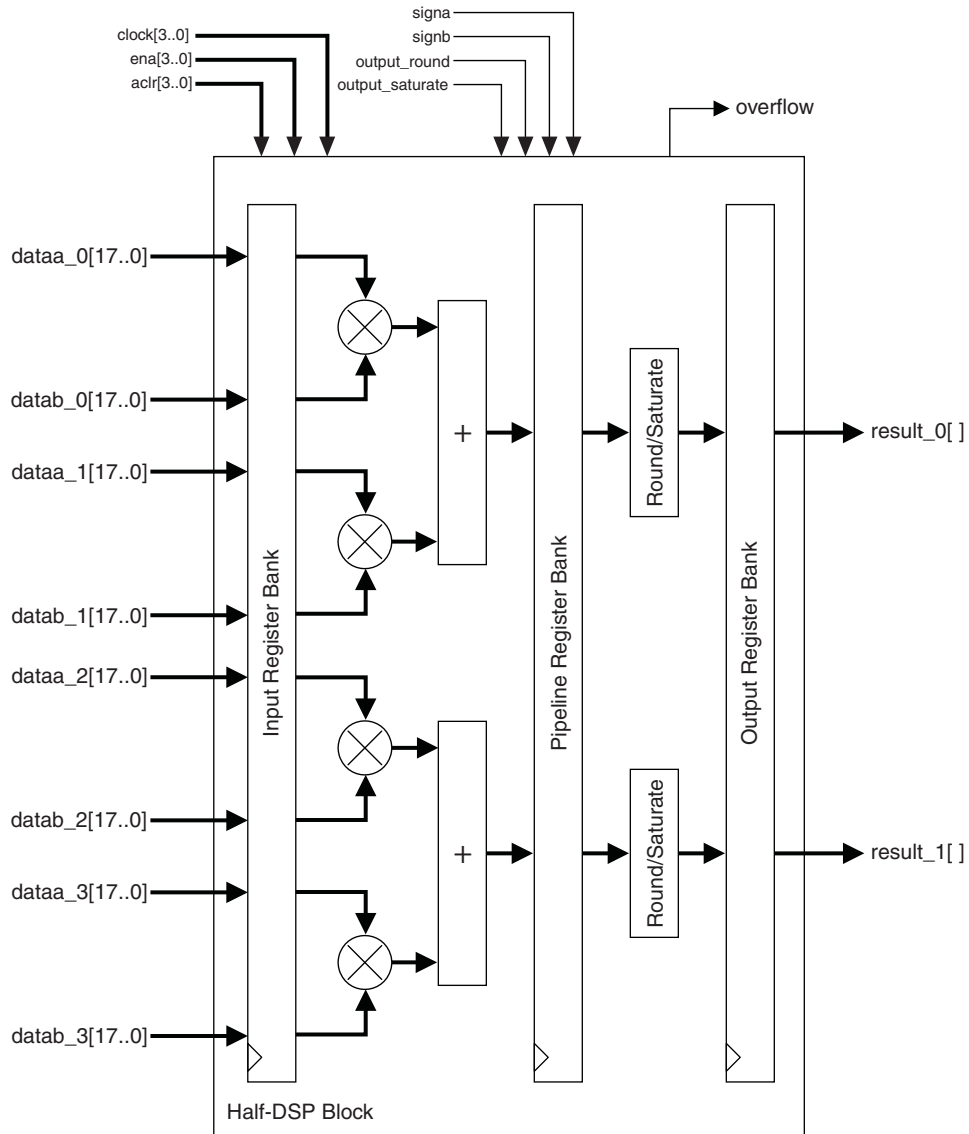 signa
clock[3..0]
signb
ena[3..0]
output_round
aclr[3..0]
output_saturate
overflow
dataa_0[17..0]
datab_0[17..0]
dataa_1[17..0]
datab_1[17..0]
dataa_2[17..0]
datab_2[17..0]
dataa_3[17..0]
datab_3[17..0]
Input Register Bank
+
+
Pipeline Register Bank
Round/Saturate
Round/Saturate
Output Register Bank
result_0[ ]
result_1[ ]
Half-DSP Block